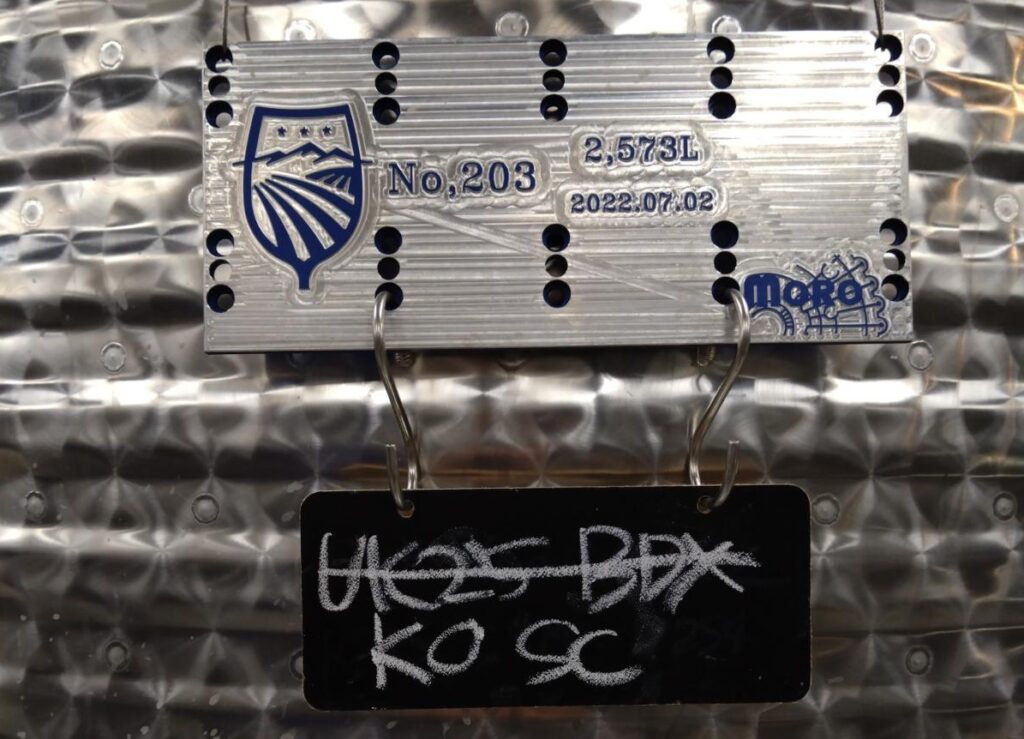 No,203
2,573L
2022.07.02
MORO
UK25 BDX
KO SC